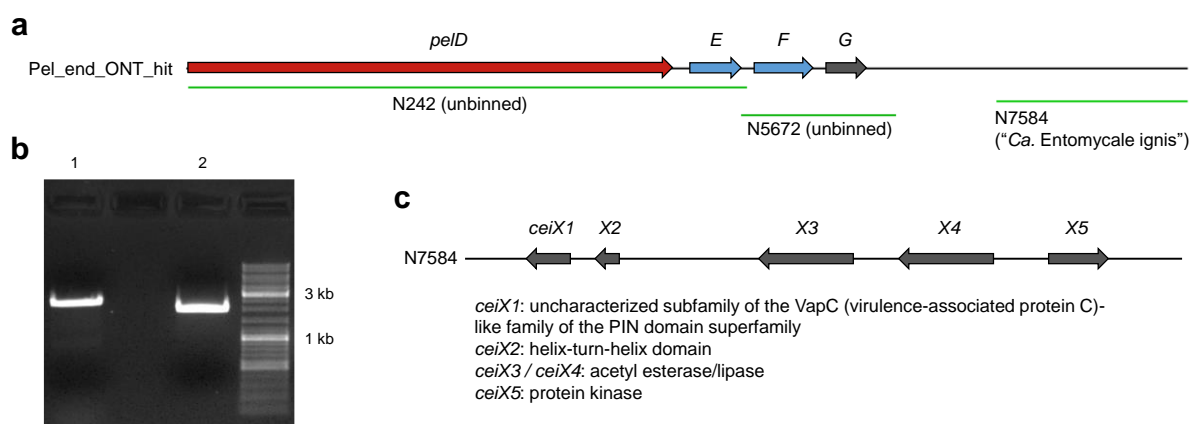 a
pelD
E
F
G
Pel_end_ONT_hit
N242 (unbinned)
N5672 (unbinned)
N7584
("Ca. Entomycale ignis")
b
1
2
3 kb
1 kb
c
ceiX1
X2
X3
X4
X5
N7584
ceiX1: uncharacterized subfamily of the VapC (virulence-associated protein C)-
like family of the PIN domain superfamily
ceiX2: helix-turn-helix domain
ceiX3 / ceiX4: acetyl esterase/lipase
ceiX5: protein kinase